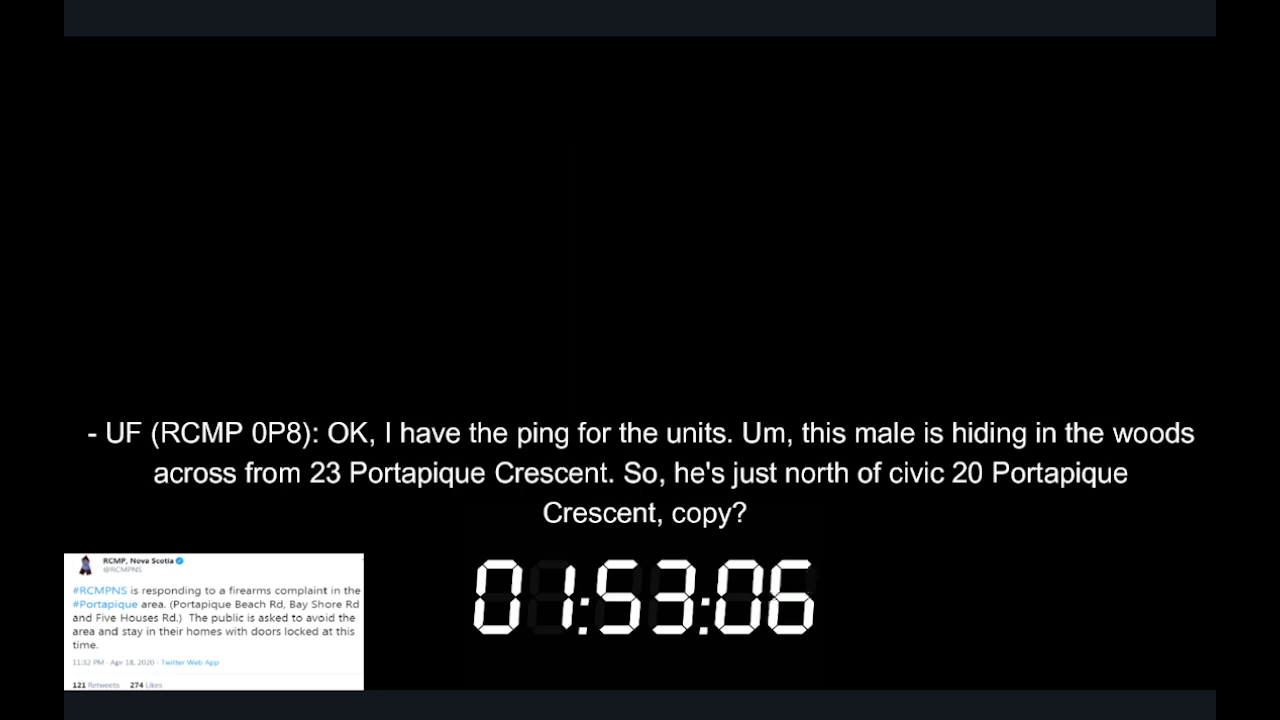 - UF (RCMP 0P8): OK, I have the ping for the units. Um, this male is hiding in the woods
across from 23 Portapique Crescent. So, he's just north of civic 20 Portapique
Crescent, copy?
01:53:06
RCMP, Nova Scotia
@RCMPNS
#RCMPNS is responding to a firearms complaint in the
#Portapique area. (Portapique Beach Rd, Bay Shore Rd
and Five Houses Rd.) The public is asked to avoid the
area and stay in their homes with doors locked at this
time.
11:32 PM · Apr 18, 2020 · Twitter Web App
121 Retweets 274 Likes